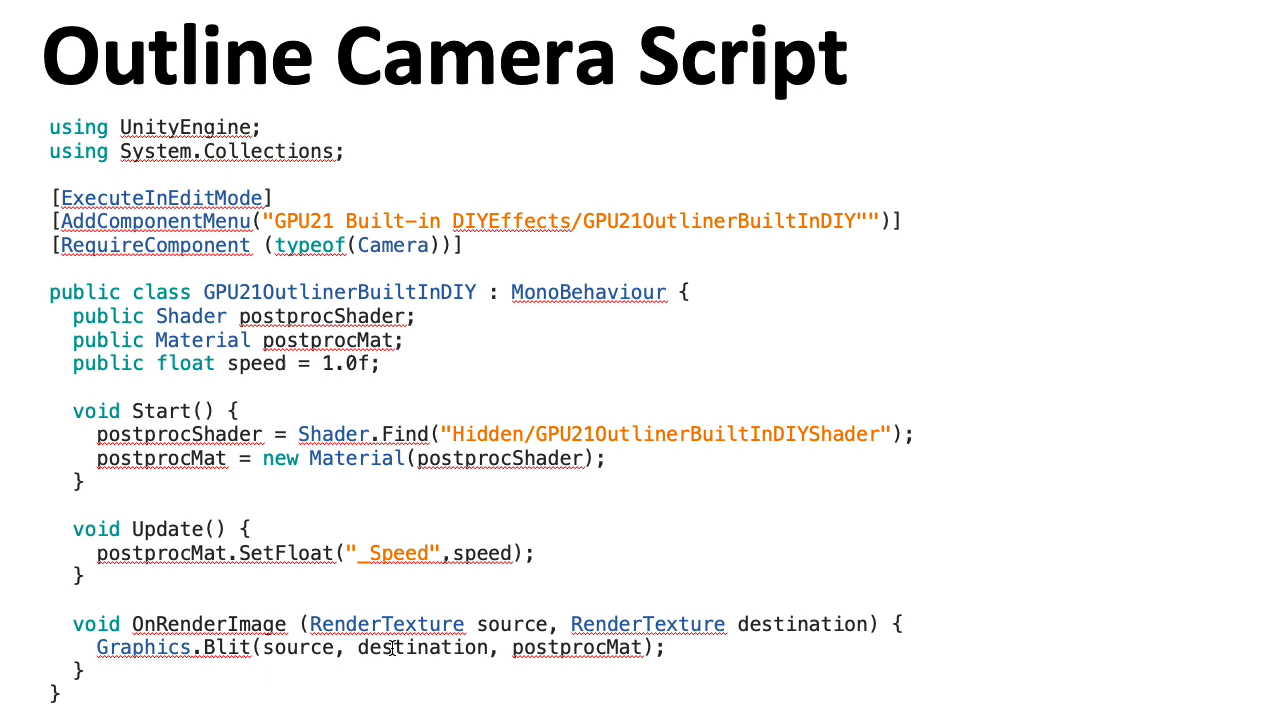 Outline Camera Script
using UnityEngine;
using System.Collections;
[ExecuteInEditMode]
[AddComponentMenu("GPU21 Built-in DIYEffects/GPU21OutlinerBuiltInDIY"")]
[RequireComponent (typeof(Camera))]
public class GPU21OutlinerBuiltInDIY : MonoBehaviour {
  public Shader postprocShader;
  public Material postprocMat;
  public float speed = 1.0f;
  void Start() {
    postprocShader = Shader.Find("Hidden/GPU21OutlinerBuiltInDIYShader");
    postprocMat = new Material(postprocShader);
  }
  void Update() {
    postprocMat.SetFloat("_Speed",speed);
  }
  void OnRenderImage (RenderTexture source, RenderTexture destination) {
    Graphics.Blit(source, destination, postprocMat);
  }
}